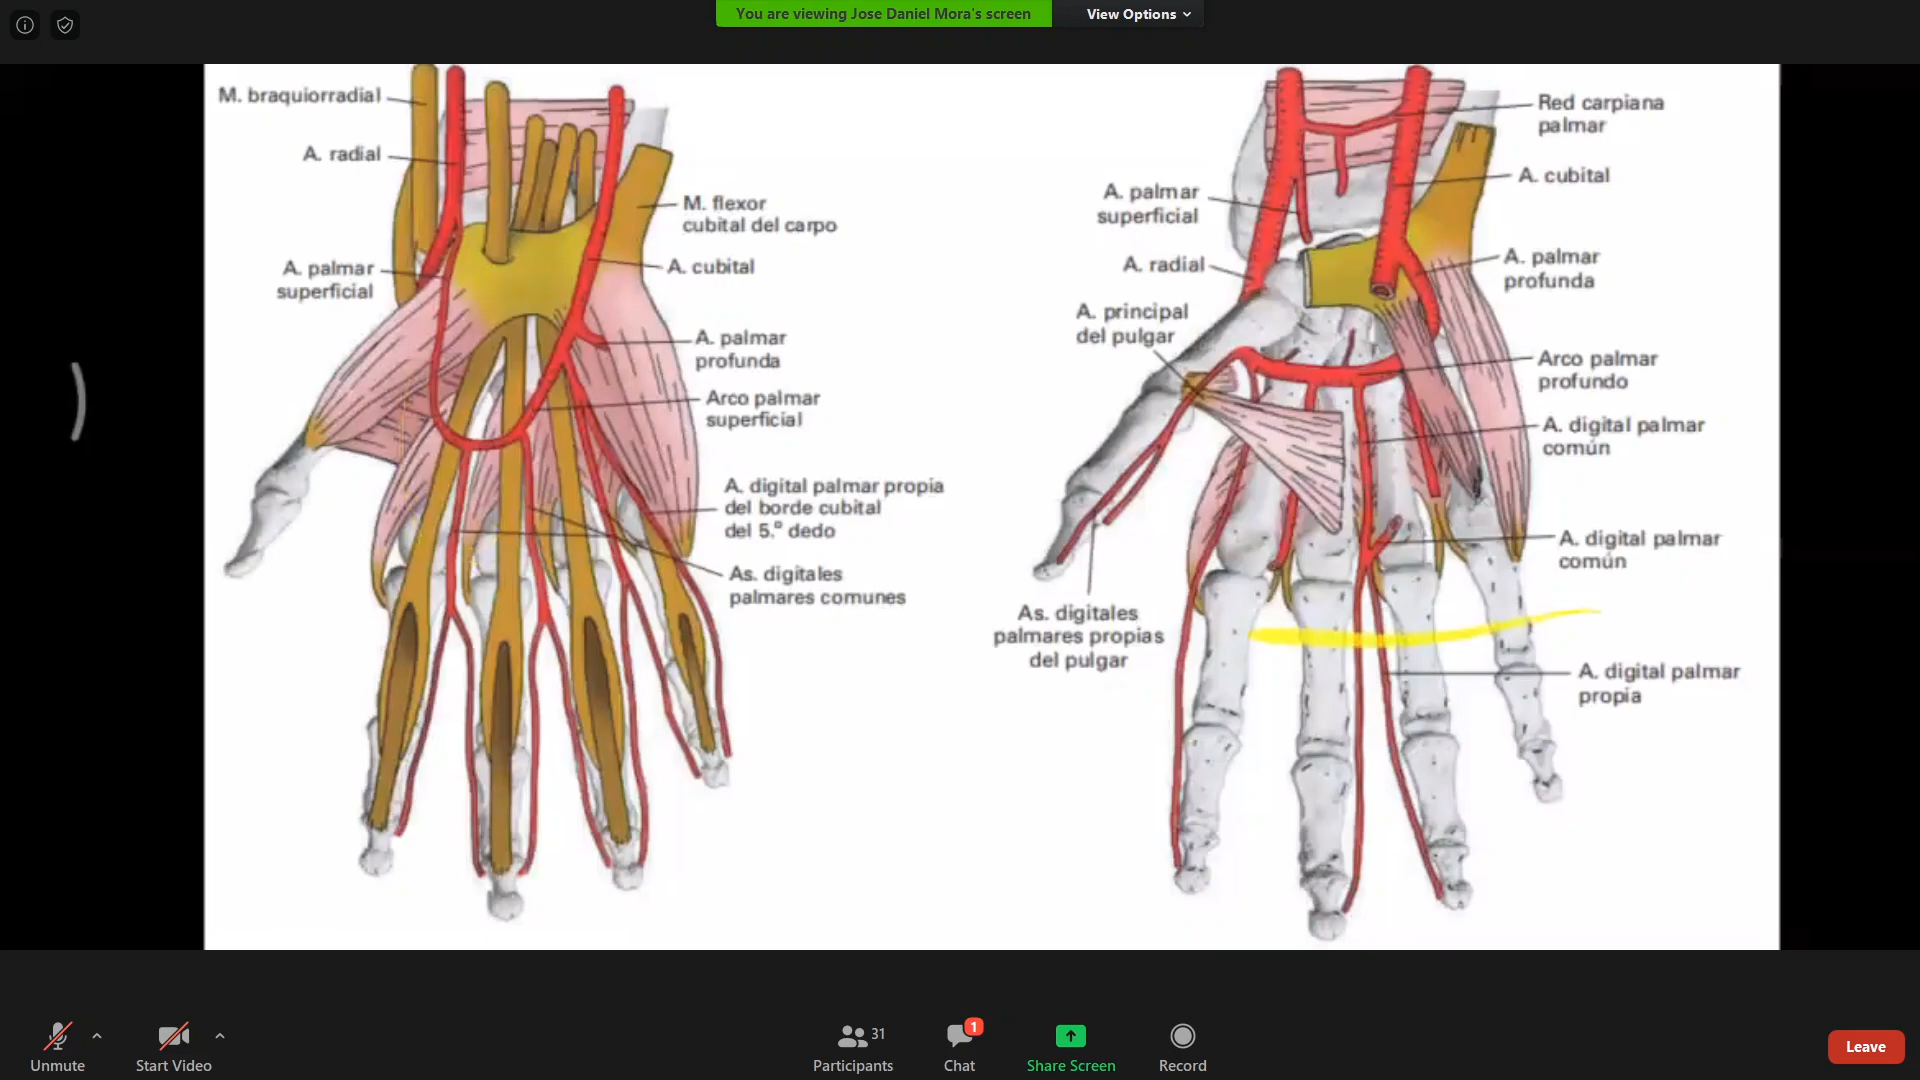 You are viewing Jose Daniel Mora's screen
View Options
M. braquiorradial
A. radial
M. flexor
cubital del carpo
A. palmar
superficial
A. cubital
A. palmar
profunda
Arco palmar
superficial
A. digital palmar propia
del borde cubital
del 5.º dedo
As. digitales
palmares comunes
Red carpiana
palmar
A. cubital
A. palmar
superficial
A. radial
A. palmar
profunda
A. principal
del pulgar
Arco palmar
profundo
A. digital palmar
común
A. digital palmar
común
As. digitales
palmares propias
del pulgar
A. digital palmar
propia
Unmute
Start Video
31
Participants
1
Chat
Share Screen
Record
Leave